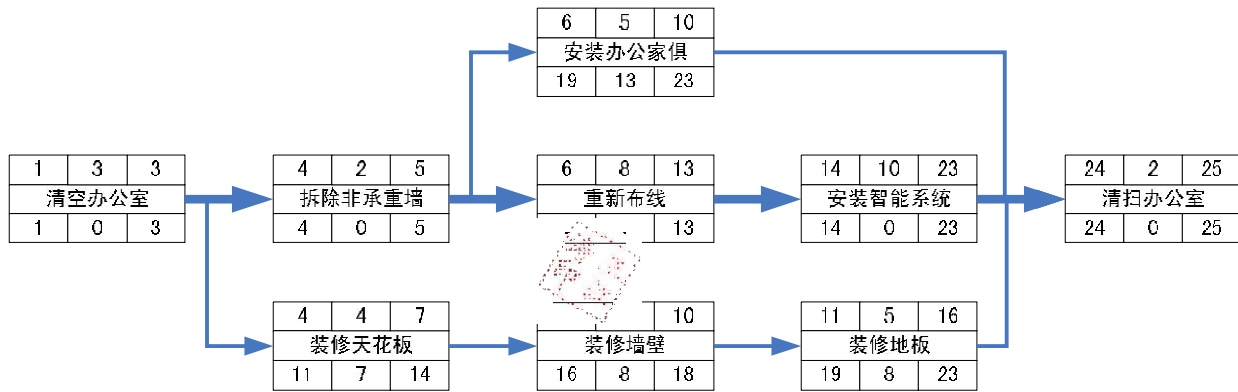 6 5 10
安装办公家俱
19 13 23
1 3 3
清空办公室
1 0 3
4 2 5
拆除非承重墙
4 0 5
6 8 13
重新布线
13
14 10 23
安装智能系统
14 0 23
24 2 25
清扫办公室
24 0 25
4 4 7
装修天花板
11 7 14
10
装修墙壁
16 8 18
11 5 16
装修地板
19 8 23